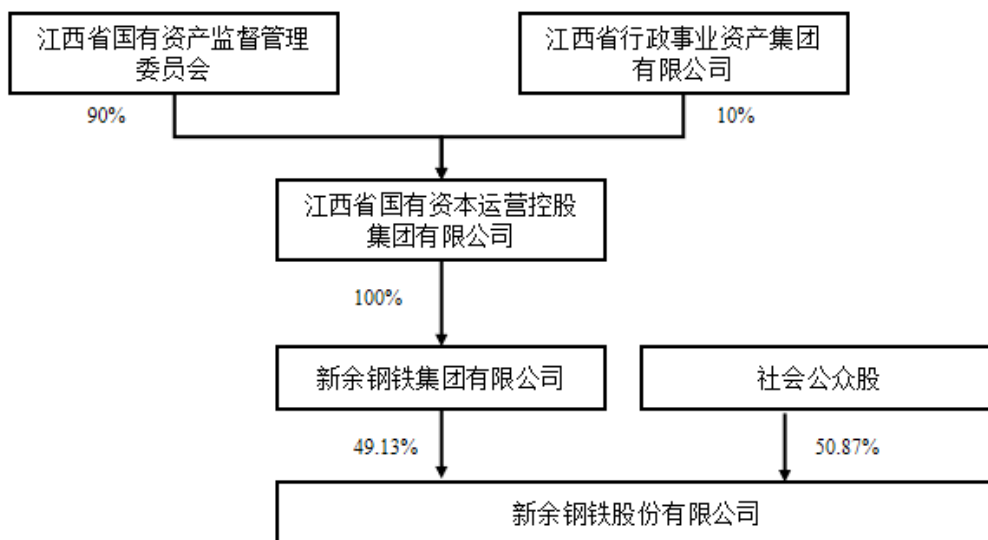 江西省国有资产监督管理
委员会
江西省行政事业资产集团
有限公司
90%
10%
江西省国有资本运营控股
集团有限公司
100%
新余钢铁集团有限公司
社会公众股
49.13%
50.87%
新余钢铁股份有限公司